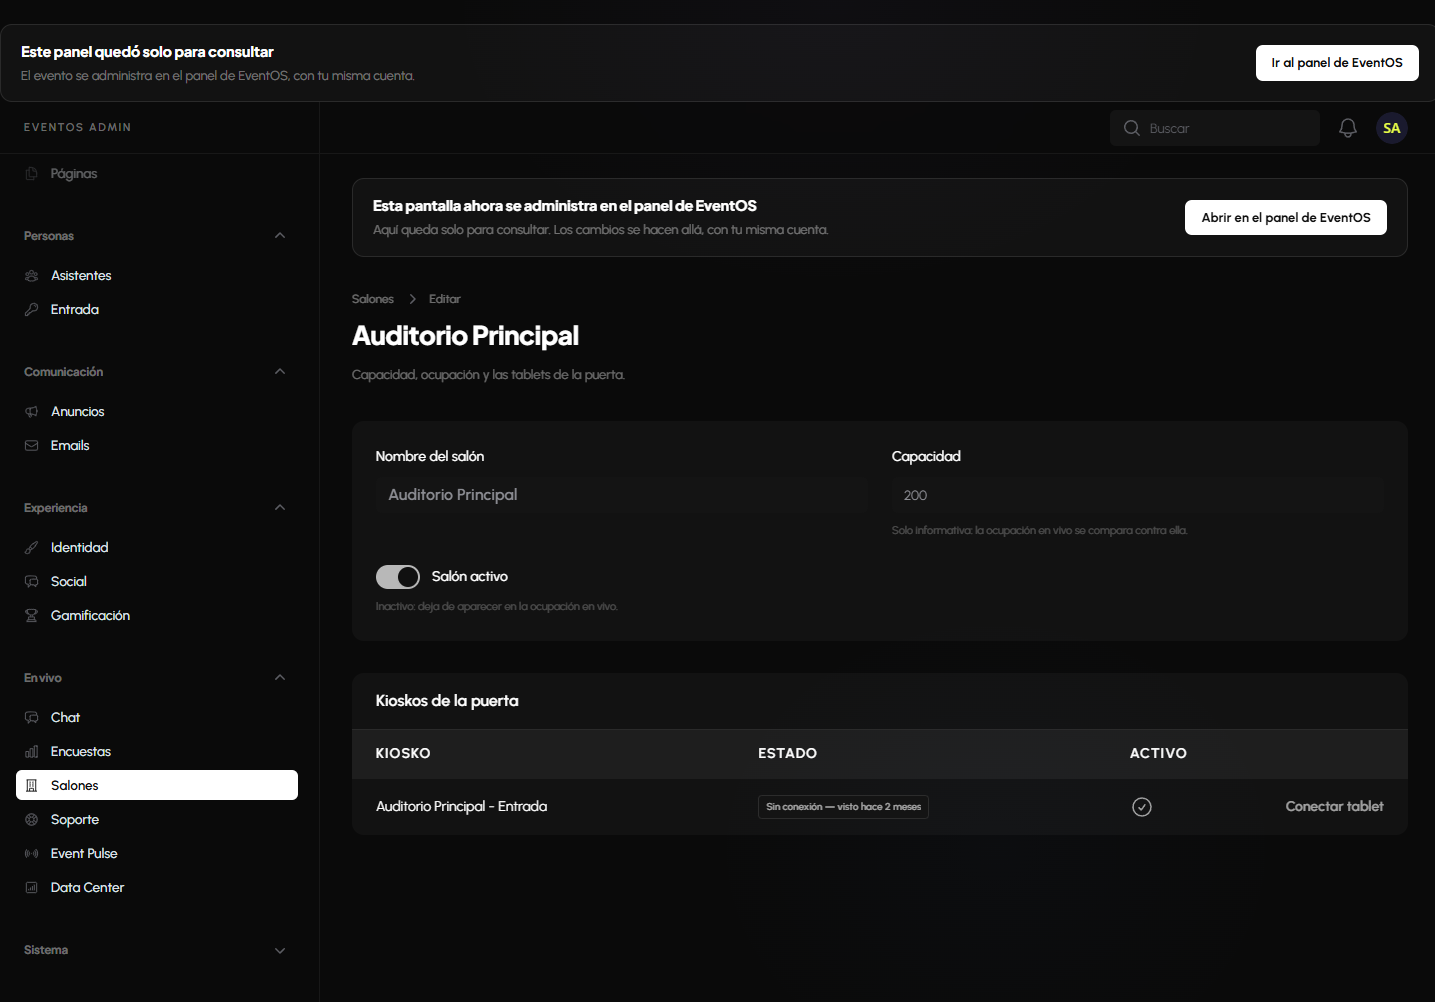 Este panel quedó solo para consultar
El evento se administra en el panel de EventOS, con tu misma cuenta.
Ir al panel de EventOS
EVENTOS ADMIN
Buscar
SA
Páginas
Personas
Asistentes
Entrada
Comunicación
Anuncios
Emails
Experiencia
Identidad
Social
Gamificación
En vivo
Chat
Encuestas
Salones
Soporte
Event Pulse
Data Center
Sistema
Esta pantalla ahora se administra en el panel de EventOS
Aquí queda solo para consultar. Los cambios se hacen allá, con tu misma cuenta.
Abrir en el panel de EventOS
Salones > Editar
Auditorio Principal
Capacidad, ocupación y las tablets de la puerta.
Nombre del salón
Auditorio Principal
Capacidad
200
Solo informativa: la ocupación en vivo se compara contra ella.
Salón activo
Inactivo: deja de aparecer en la ocupación en vivo.
Kioskos de la puerta
KIOSKO ESTADO ACTIVO
Auditorio Principal - Entrada Sin conexión — visto hace 2 meses Conectar tablet